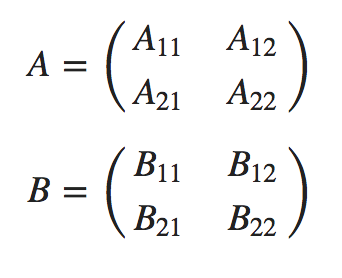 A = ( A₁₁ A₁₂
A₂₁ A₂₂ )
B = ( B₁₁ B₁₂
B₂₁ B₂₂ )